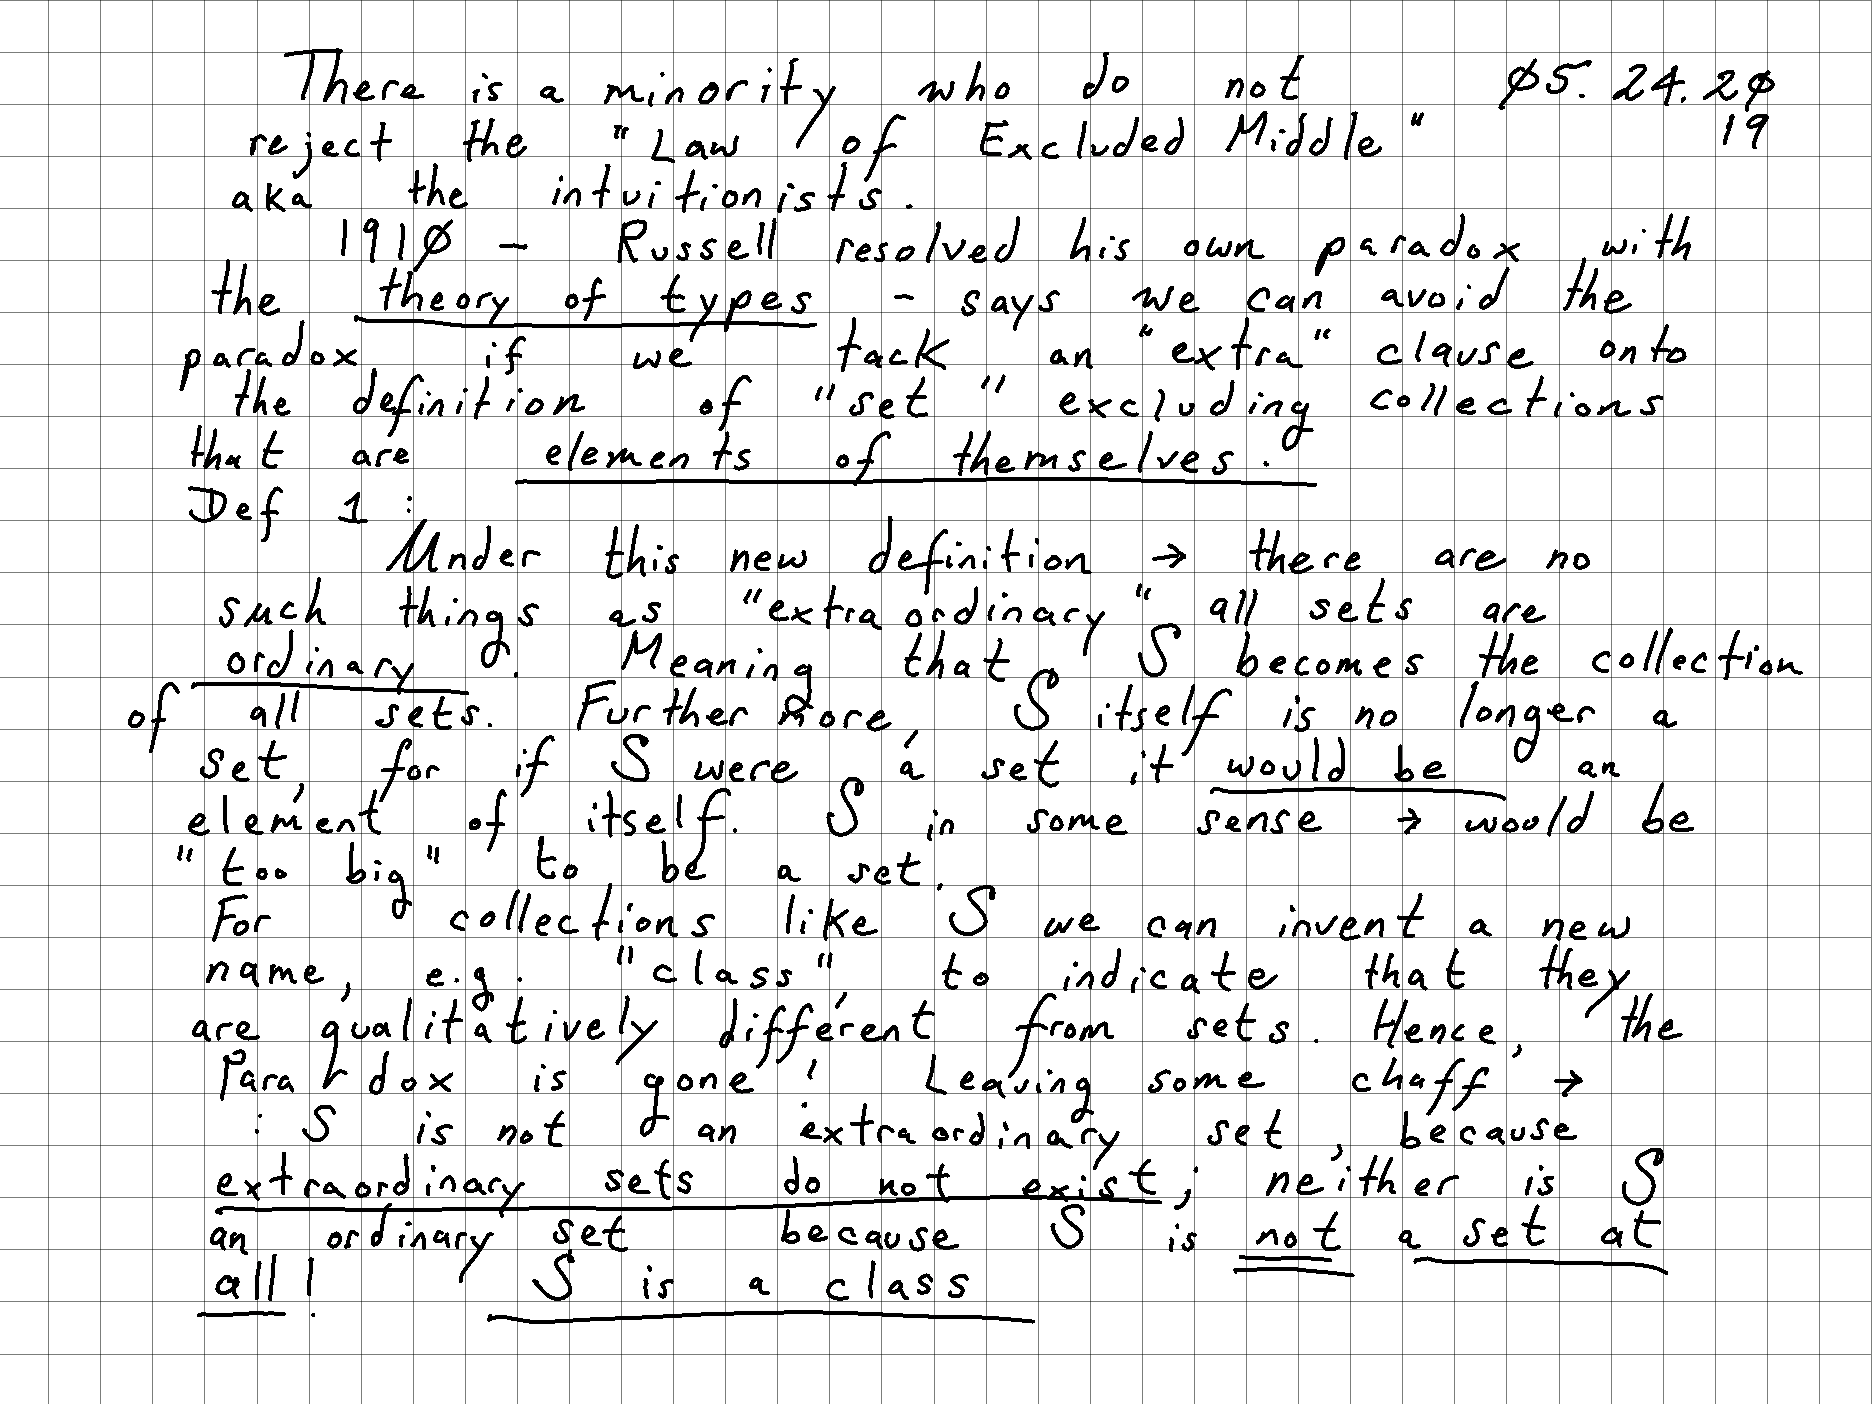 There is a minority who do not 05.24.20
reject the "Law of Excluded Middle" 19
aka the intuitionists.
1910 - Russell resolved his own paradox with
the theory of types - says we can avoid the
paradox if we tack an "extra" clause onto
the definition of "set" excluding collections
that are elements of themselves.
Def 1 :
Under this new definition → there are no
such things as "extraordinary" all sets are
ordinary. Meaning that S becomes the collection
of all sets. Furthermore, S itself is no longer a
set, for if S were a set it would be an
element of itself. S in some sense → would be
"too big" to be a set.
For collections like S we can invent a new
name, e.g. "class", to indicate that they
are qualitatively different from sets. Hence, the
Paradox is gone! Leaving some chaff →
: S is not an extraordinary set, because
extraordinary sets do not exist; neither is S
an ordinary set because S is not a set at
all! S is a class